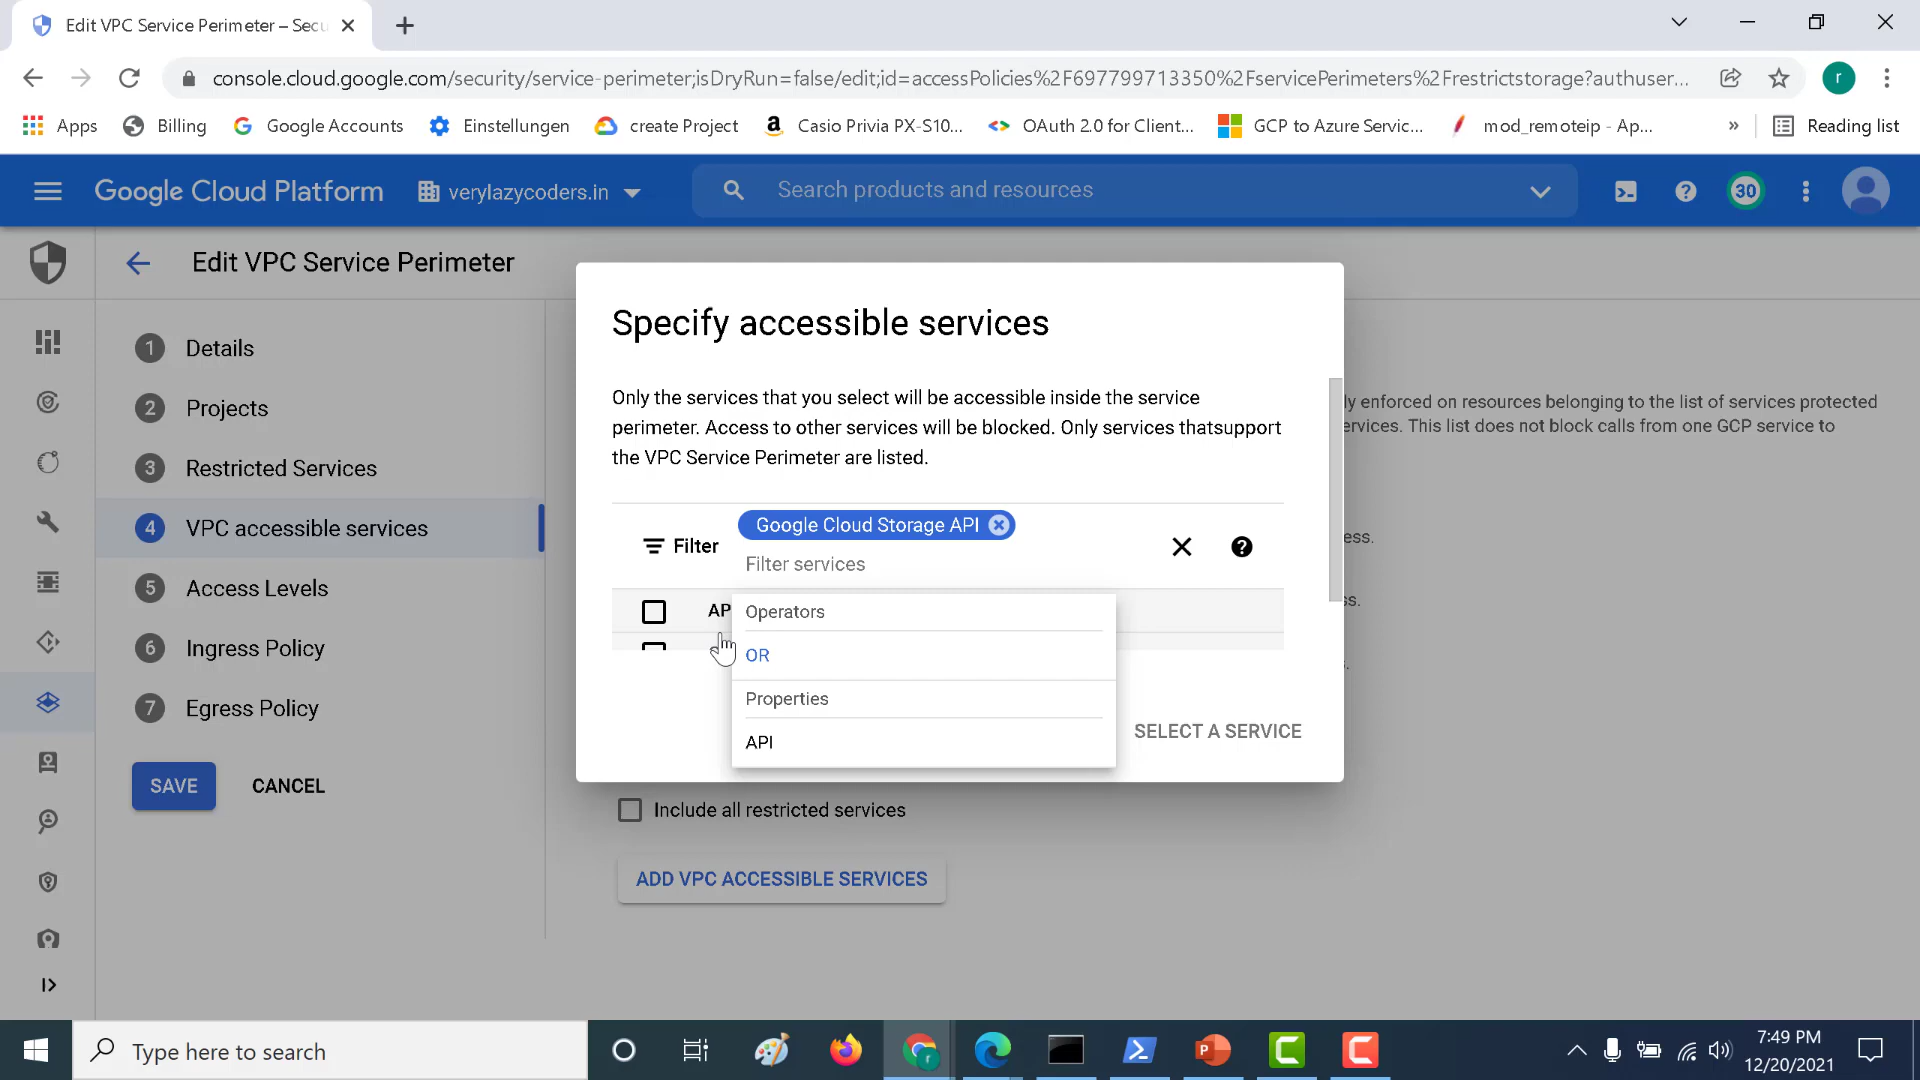 Edit VPC Service Perimeter – Secu
console.cloud.google.com/security/service-perimeter;isDryRun=false/edit;id=accessPolicies%2F697799713350%2FservicePerimeters%2Frestrictstorage?authuser...
r
Apps
Billing
Google Accounts
Einstellungen
create Project
Casio Privia PX-S10...
OAuth 2.0 for Client...
GCP to Azure Servic...
mod_remoteip - Ap...
»
Reading list
Google Cloud Platform
verylazycoders.in
Search products and resources
30
Edit VPC Service Perimeter
1 Details
2 Projects
3 Restricted Services
4 VPC accessible services
5 Access Levels
6 Ingress Policy
7 Egress Policy
SAVE
CANCEL
Specify accessible services
Only the services that you select will be accessible inside the service
perimeter. Access to other services will be blocked. Only services thatsupport
the VPC Service Perimeter are listed.
ly enforced on resources belonging to the list of services protected
ervices. This list does not block calls from one GCP service to
ess.
ss.
s.
Filter
Google Cloud Storage API
Filter services
AP
Operators
OR
Properties
API
SELECT A SERVICE
Include all restricted services
ADD VPC ACCESSIBLE SERVICES
Type here to search
r
7:49 PM
12/20/2021